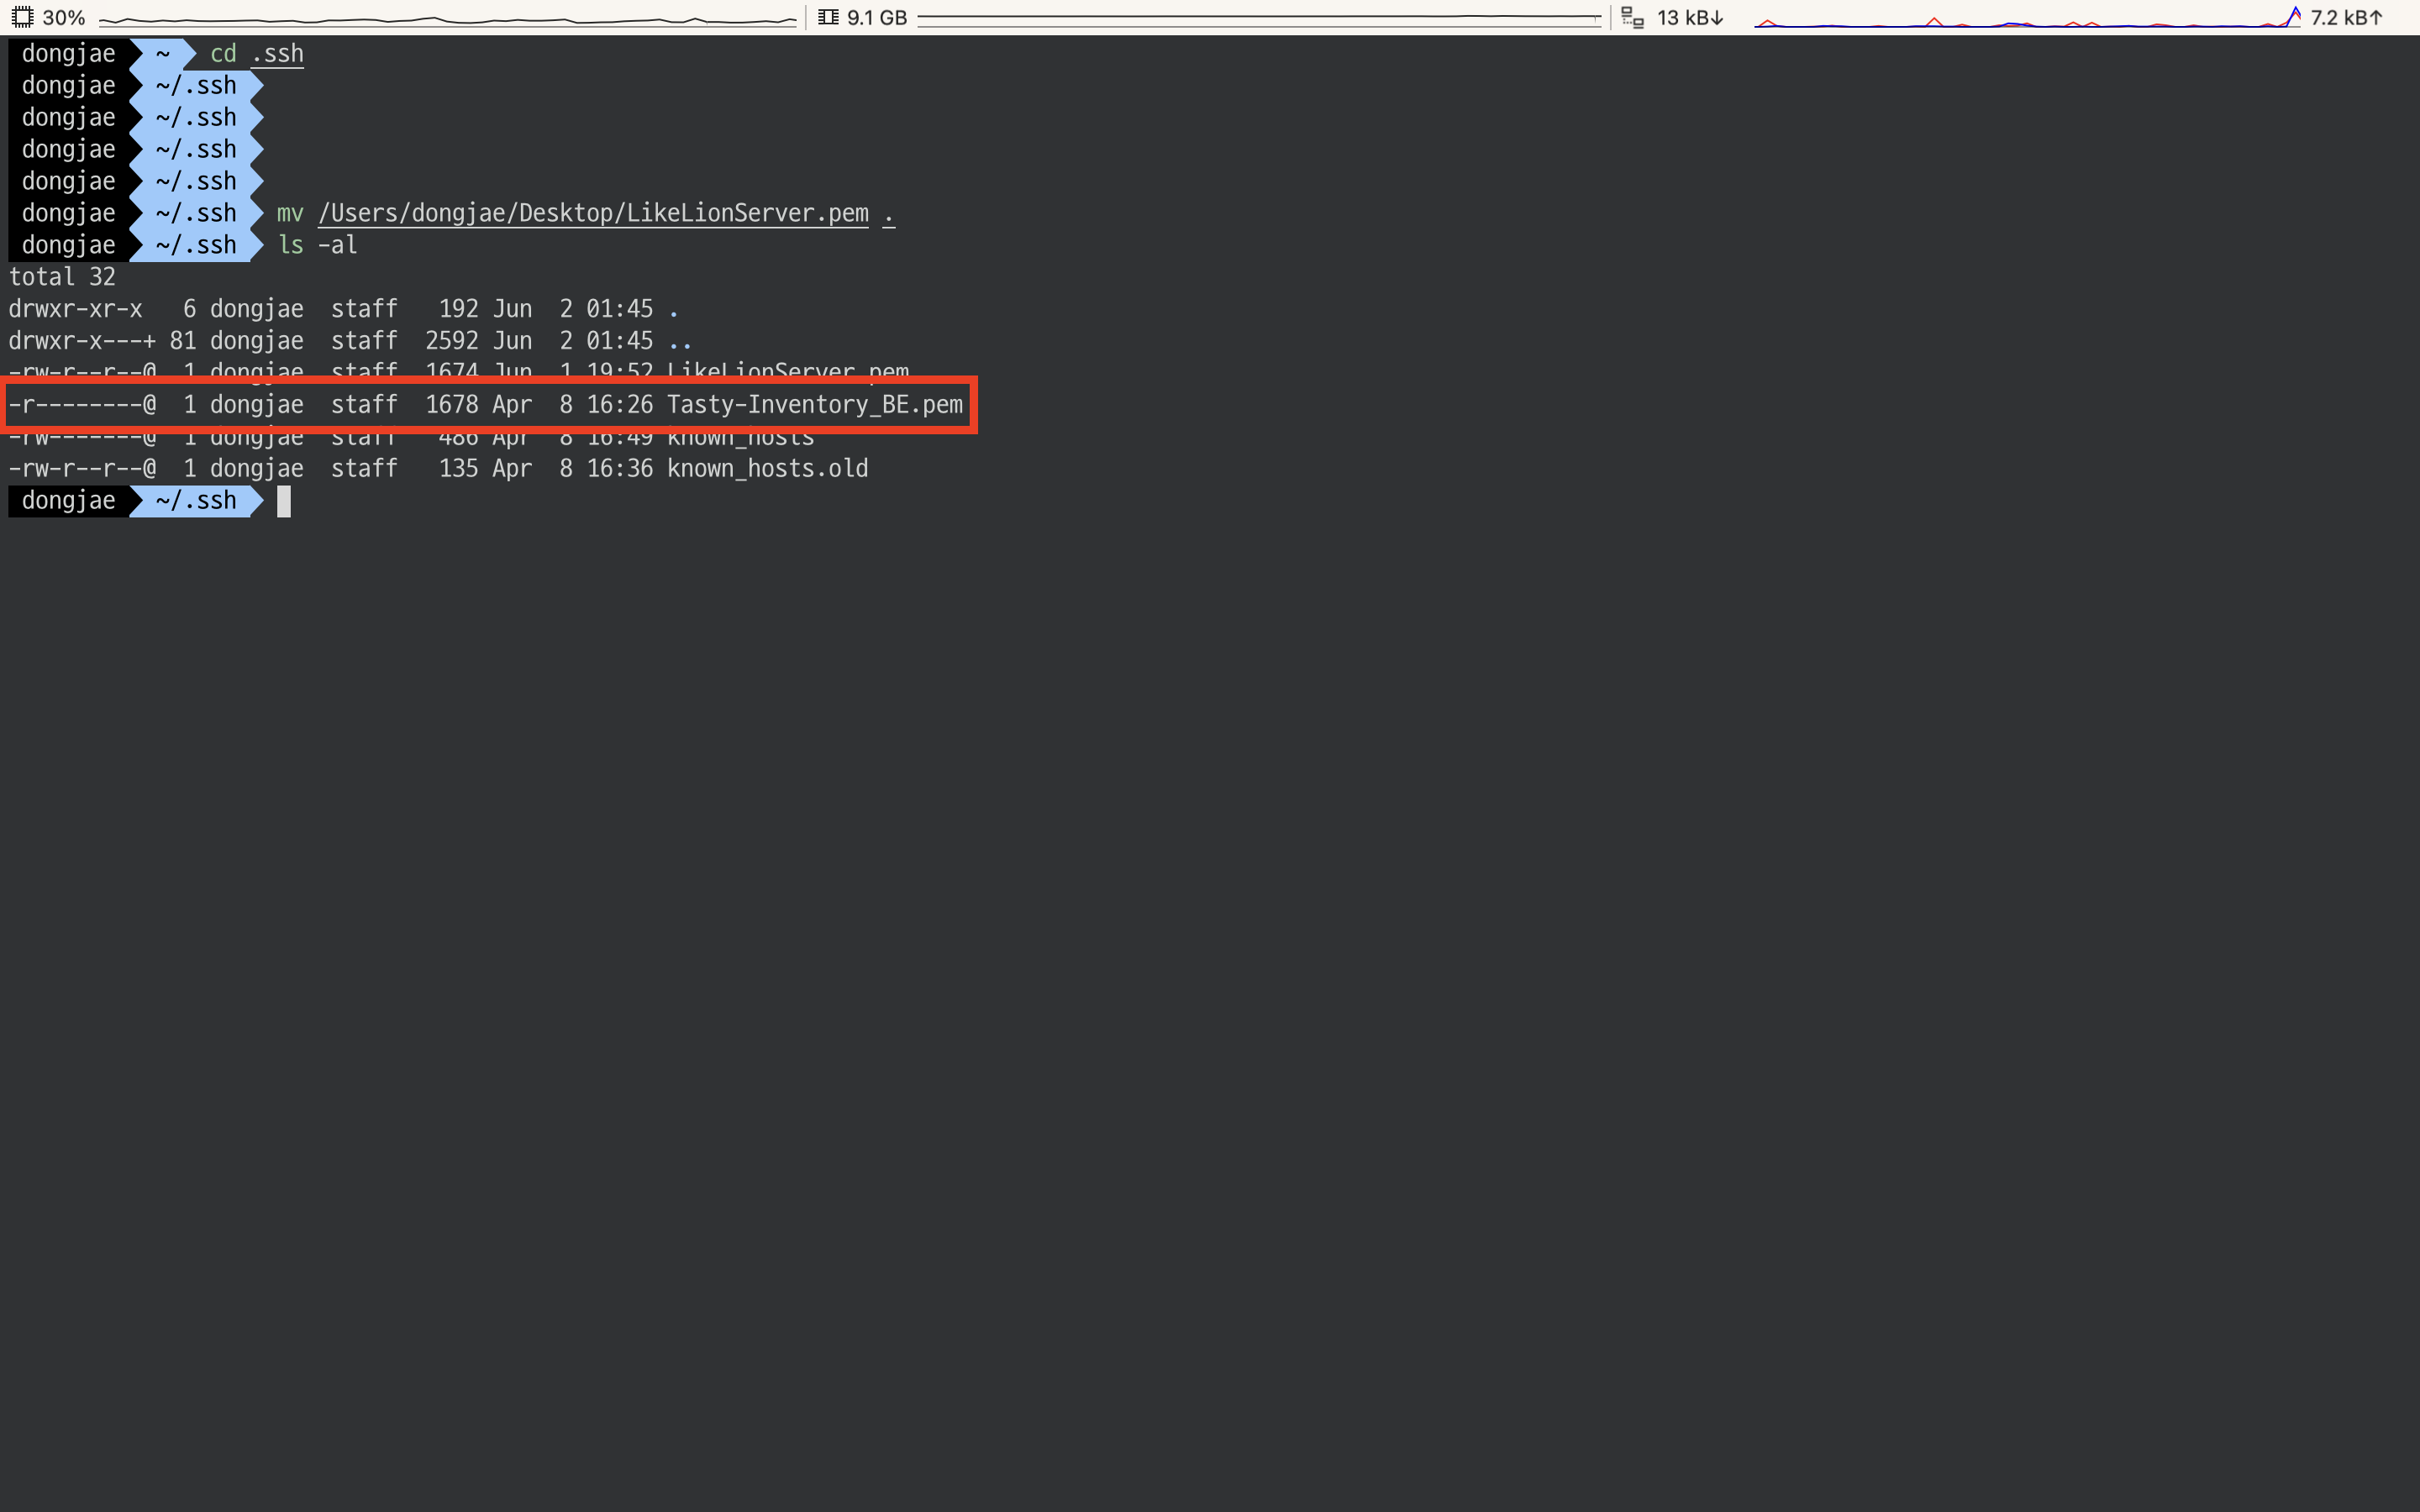 30% 9.1 GB 13 kB↓ 7.2 kB↑
dongjae ~ cd .ssh
dongjae ~/.ssh
dongjae ~/.ssh
dongjae ~/.ssh
dongjae ~/.ssh
dongjae ~/.ssh mv /Users/dongjae/Desktop/LikeLionServer.pem .
dongjae ~/.ssh ls -al
total 32
drwxr-xr-x   6 dongjae  staff   192 Jun  2 01:45 .
drwxr-x---+ 81 dongjae  staff  2592 Jun  2 01:45 ..
-rw-r--r--@  1 dongjae  staff  1674 Jun  1 19:52 LikeLionServer.pem
-r--------@  1 dongjae  staff  1678 Apr  8 16:26 Tasty-Inventory_BE.pem
-rw-------@  1 dongjae  staff   486 Apr  8 16:49 known_hosts
-rw-r--r--@  1 dongjae  staff   135 Apr  8 16:36 known_hosts.old
dongjae ~/.ssh